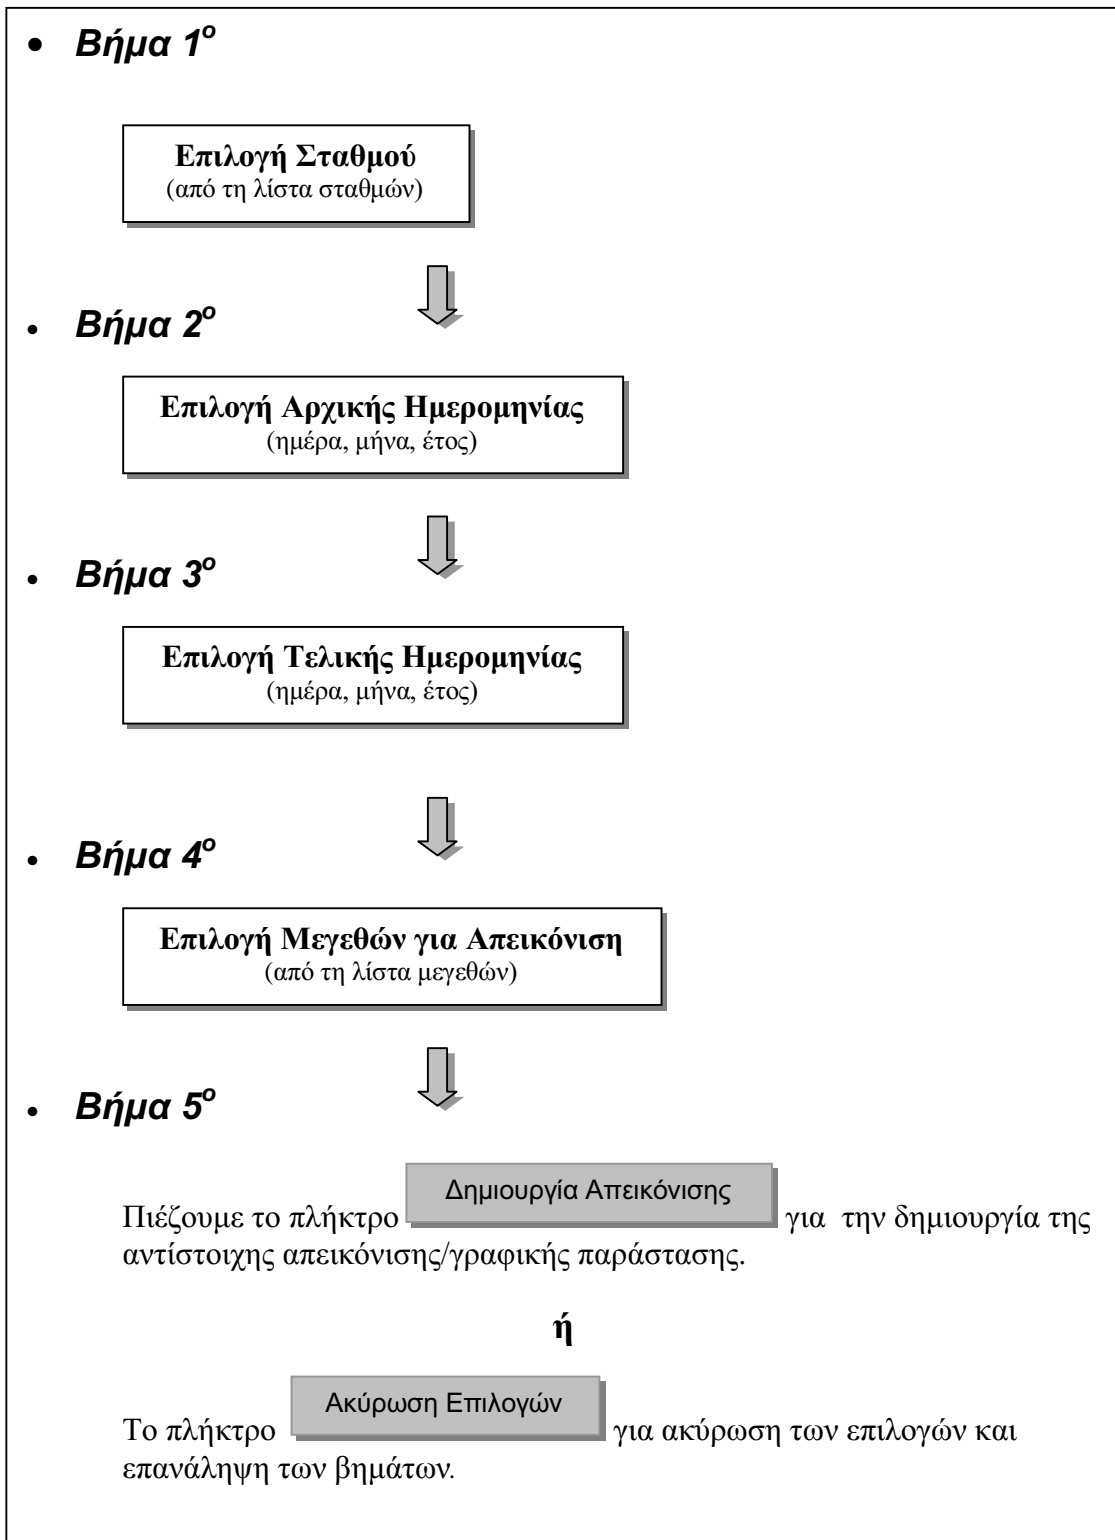 • Βήμα 1ο
Επιλογή Σταθμού
(από τη λίστα σταθμών)
• Βήμα 2ο
Επιλογή Αρχικής Ημερομηνίας
(ημέρα, μήνα, έτος)
• Βήμα 3ο
Επιλογή Τελικής Ημερομηνίας
(ημέρα, μήνα, έτος)
• Βήμα 4ο
Επιλογή Μεγεθών για Απεικόνιση
(από τη λίστα μεγεθών)
• Βήμα 5ο
Πιέζουμε το πλήκτρο Δημιουργία Απεικόνισης για την δημιουργία της
αντίστοιχης απεικόνισης/γραφικής παράστασης.
ή
Το πλήκτρο Ακύρωση Επιλογών για ακύρωση των επιλογών και
επανάληψη των βημάτων.